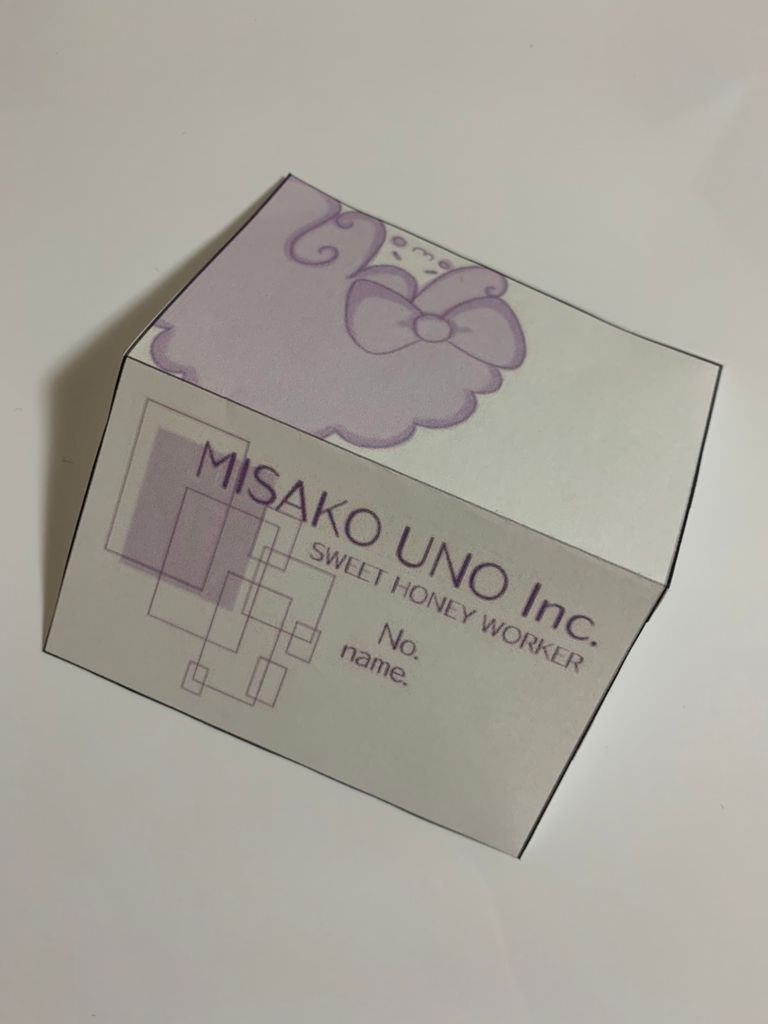 MISAKO UNO Inc.
SWEET HONEY WORKER
No.
name.